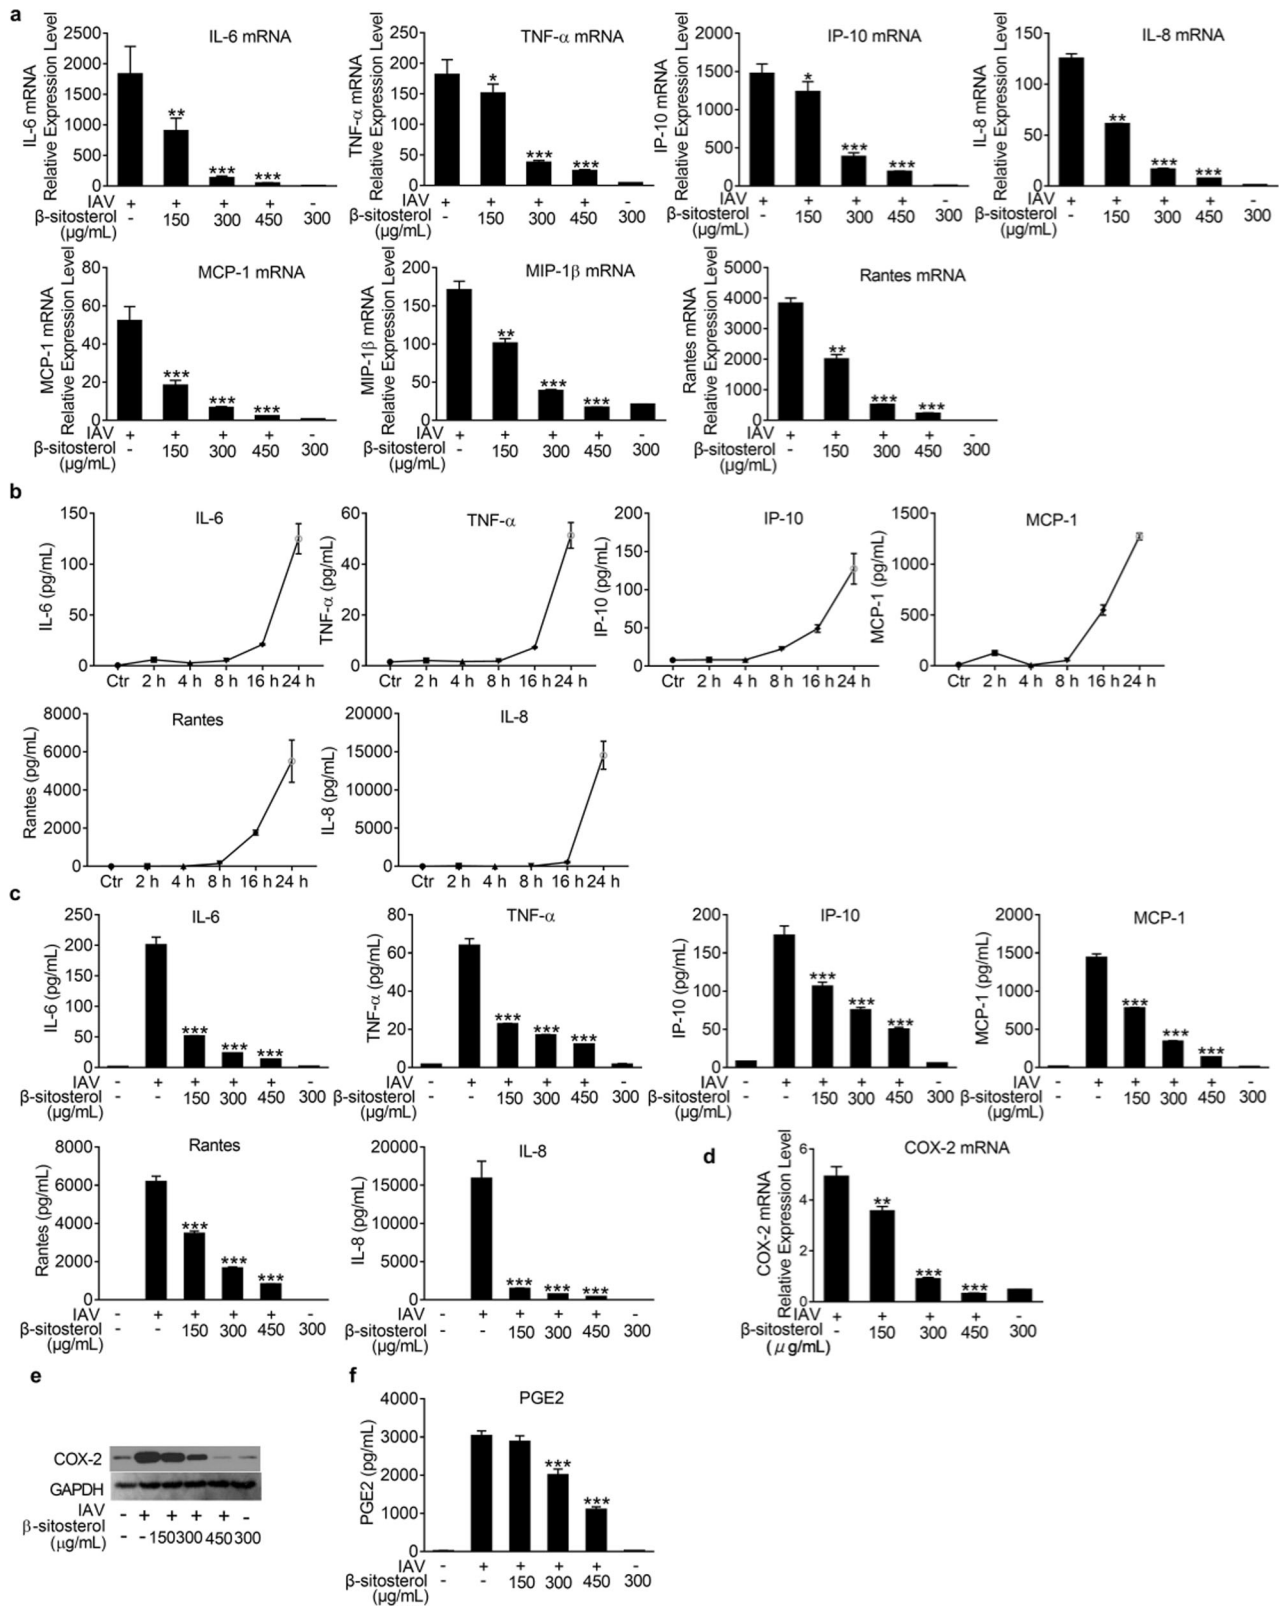 a
IL-6 mRNA
TNF-α mRNA
IP-10 mRNA
IL-8 mRNA
IL-6 mRNA
Relative Expression Level
2500
2000
1500
1000
500
0
TNF-α mRNA
Relative Expression Level
250
200
150
100
50
0
IP-10 mRNA
Relative Expression Level
2000
1500
1000
500
0
IL-8 mRNA
Relative Expression Level
150
100
50
0
** *** ***
* *** ***
* *** ***
** *** ***
IAV + + + + -
β-sitosterol - 150 300 450 300
(μg/mL)
IAV + + + + -
β-sitosterol - 150 300 450 300
(μg/mL)
IAV + + + + -
β-sitosterol - 150 300 450 300
(μg/mL)
IAV + + + + -
β-sitosterol - 150 300 450 300
(μg/mL)
MCP-1 mRNA
MIP-1β mRNA
Rantes mRNA
MCP-1 mRNA
Relative Expression Level
80
60
40
20
0
MIP-1β mRNA
Relative Expression Level
200
150
100
50
0
Rantes mRNA
Relative Expression Level
5000
4000
3000
2000
1000
0
*** *** ***
** *** ***
** *** ***
IAV + + + + -
β-sitosterol - 150 300 450 300
(μg/mL)
IAV + + + + -
β-sitosterol - 150 300 450 300
(μg/mL)
IAV + + + + -
β-sitosterol - 150 300 450 300
(μg/mL)
b
IL-6
IL-6 (pg/mL)
150
100
50
0
Ctr 2 h 4 h 8 h 16 h 24 h
TNF-α
TNF-α (pg/mL)
60
40
20
0
Ctr 2 h 4 h 8 h 16 h 24 h
IP-10
IP-10 (pg/mL)
200
150
100
50
0
Ctr 2 h 4 h 8 h 16 h 24 h
MCP-1
MCP-1 (pg/mL)
1500
1000
500
0
Ctr 2 h 4 h 8 h 16 h 24 h
Rantes
Rantes (pg/mL)
8000
6000
4000
2000
0
Ctr 2 h 4 h 8 h 16 h 24 h
IL-8
IL-8 (pg/mL)
20000
15000
10000
5000
0
Ctr 2 h 4 h 8 h 16 h 24 h
c
IL-6
IL-6 (pg/mL)
250
200
150
100
50
0
*** *** ***
IAV - + + + + -
β-sitosterol - - 150 300 450 300
(μg/mL)
TNF-α
TNF-α (pg/mL)
80
60
40
20
0
*** *** ***
IAV - + + + + -
β-sitosterol - - 150 300 450 300
(μg/mL)
IP-10
IP-10 (pg/mL)
200
150
100
50
0
*** *** ***
IAV - + + + + -
β-sitosterol - - 150 300 450 300
(μg/mL)
MCP-1
MCP-1 (pg/mL)
2000
1500
1000
500
0
*** *** ***
IAV - + + + + -
β-sitosterol - - 150 300 450 300
(μg/mL)
Rantes
Rantes (pg/mL)
8000
6000
4000
2000
0
*** *** ***
IAV - + + + + -
β-sitosterol - - 150 300 450 300
(μg/mL)
IL-8
IL-8 (pg/mL)
20000
15000
10000
5000
0
*** *** ***
IAV - + + + + -
β-sitosterol - - 150 300 450 300
(μg/mL)
d
COX-2 mRNA
COX-2 mRNA
Relative Expression Level
6
4
2
0
** *** ***
IAV + + + + -
β-sitosterol - 150 300 450 300
(μg/mL)
e
COX-2
GAPDH
IAV - + + + + -
β-sitosterol
(μg/mL) - - 150 300 450 300
f
PGE2
PGE2 (pg/mL)
4000
3000
2000
1000
0
*** ***
IAV - + + + + -
β-sitosterol - - 150 300 450 300
(μg/mL)